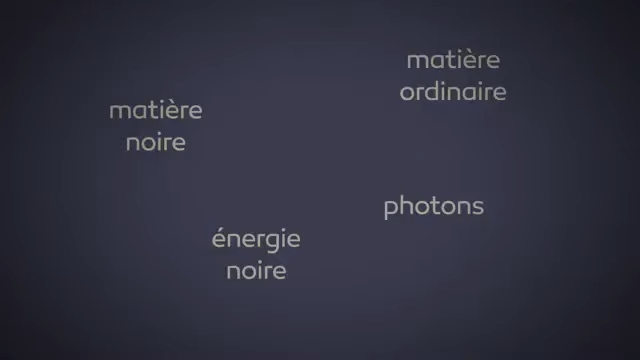 matière
ordinaire
matière
noire
photons
énergie
noire